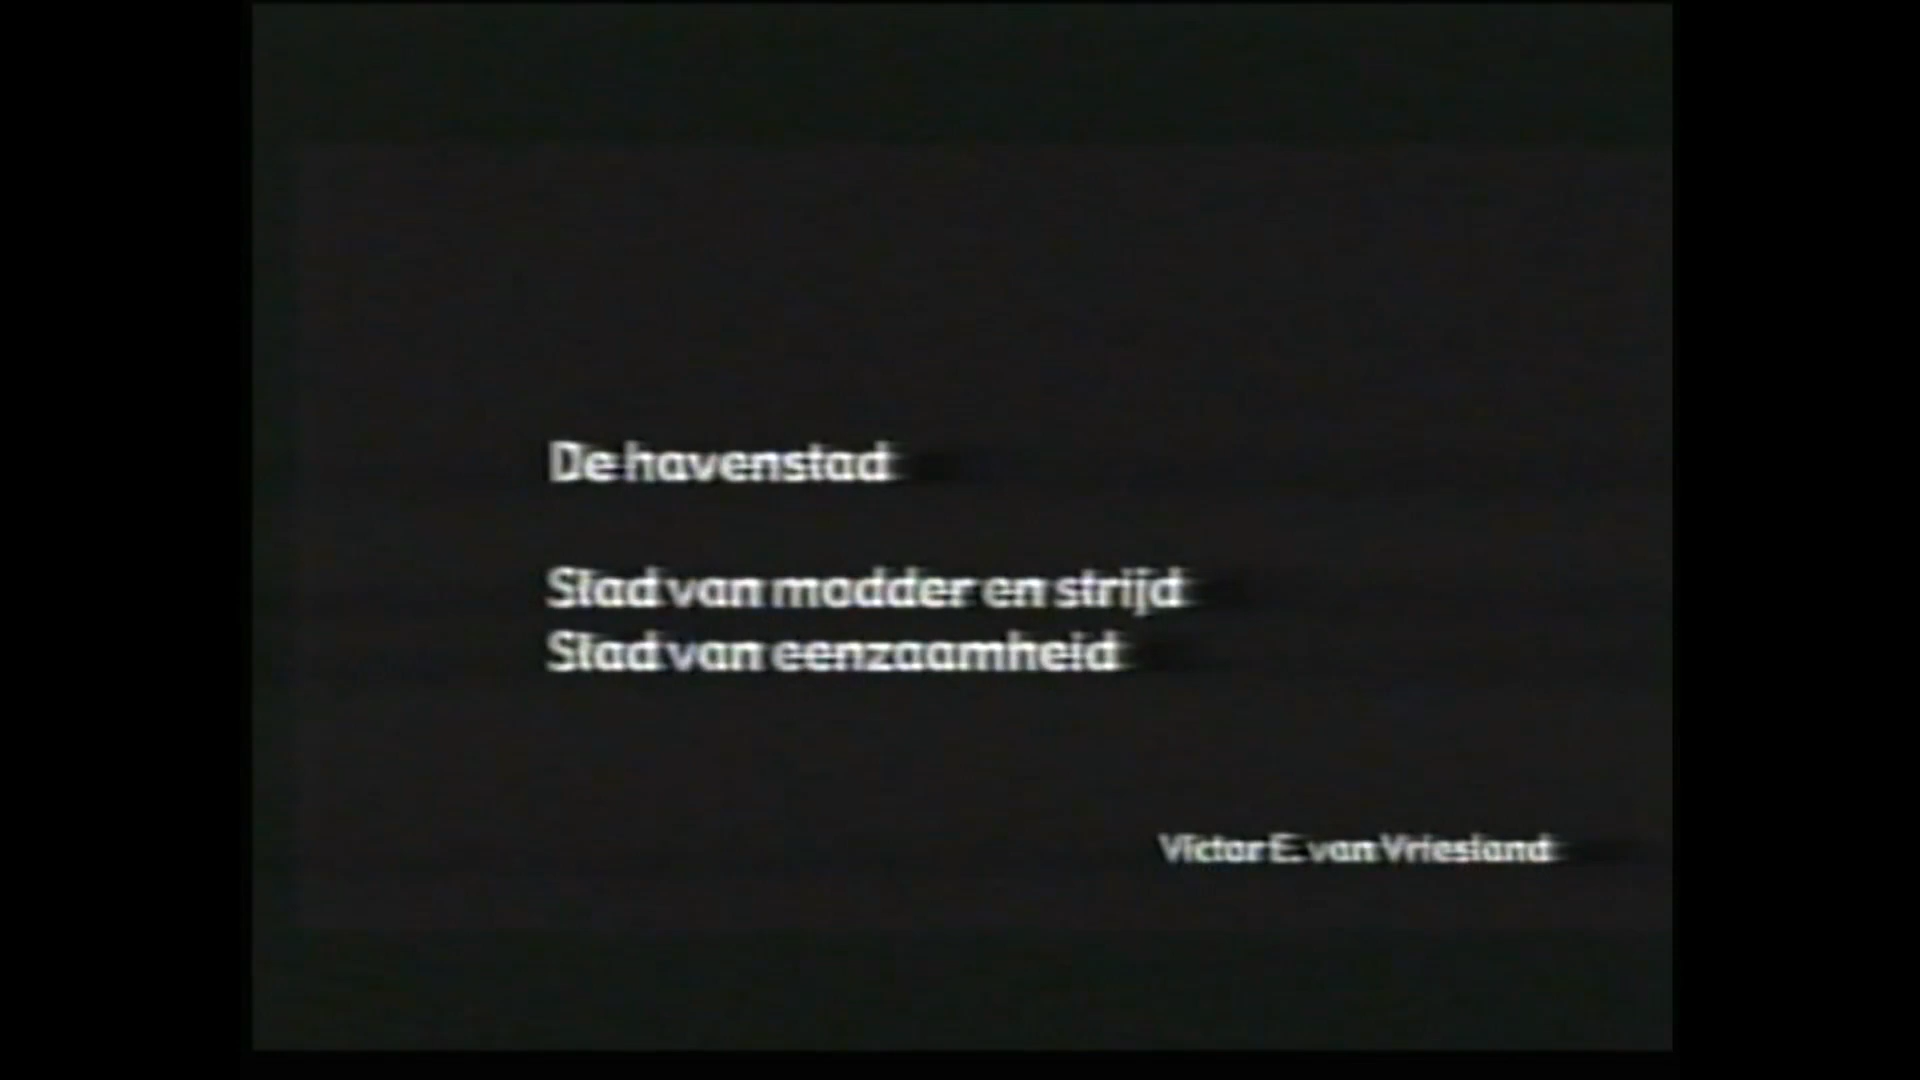 De havenstad
Stad van modder en strijd
Stad van eenzaamheid
Victor E. van Vriesland